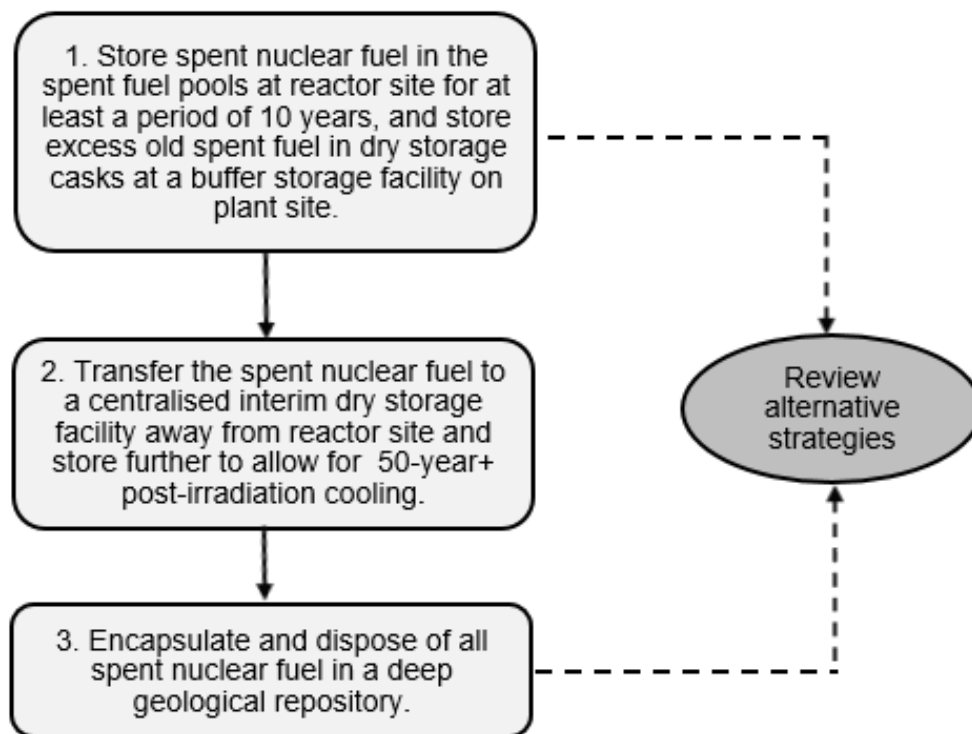 1. Store spent nuclear fuel in the
spent fuel pools at reactor site for at
least a period of 10 years, and store
excess old spent fuel in dry storage
casks at a buffer storage facility on
plant site.
2. Transfer the spent nuclear fuel to
a centralised interim dry storage
facility away from reactor site and
store further to allow for 50-year+
post-irradiation cooling.
Review
alternative
strategies
3. Encapsulate and dispose of all
spent nuclear fuel in a deep
geological repository.